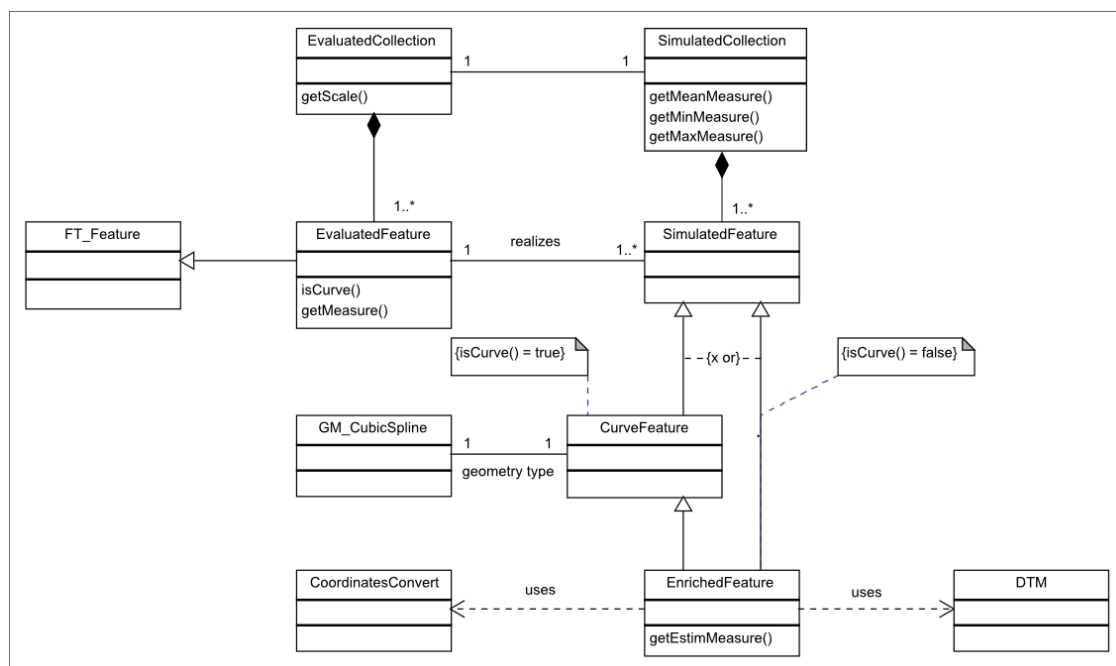 EvaluatedCollection
SimulatedCollection
1
1
getScale()
getMeanMeasure()
getMinMeasure()
getMaxMeasure()
1..*
1..*
FT_Feature
EvaluatedFeature
SimulatedFeature
1
realizes
1..*
isCurve()
getMeasure()
{isCurve() = true}
{x or}
{isCurve() = false}
GM_CubicSpline
CurveFeature
1
1
geometry type
CoordinatesConvert
EnrichedFeature
DTM
uses
uses
getEstimMeasure()